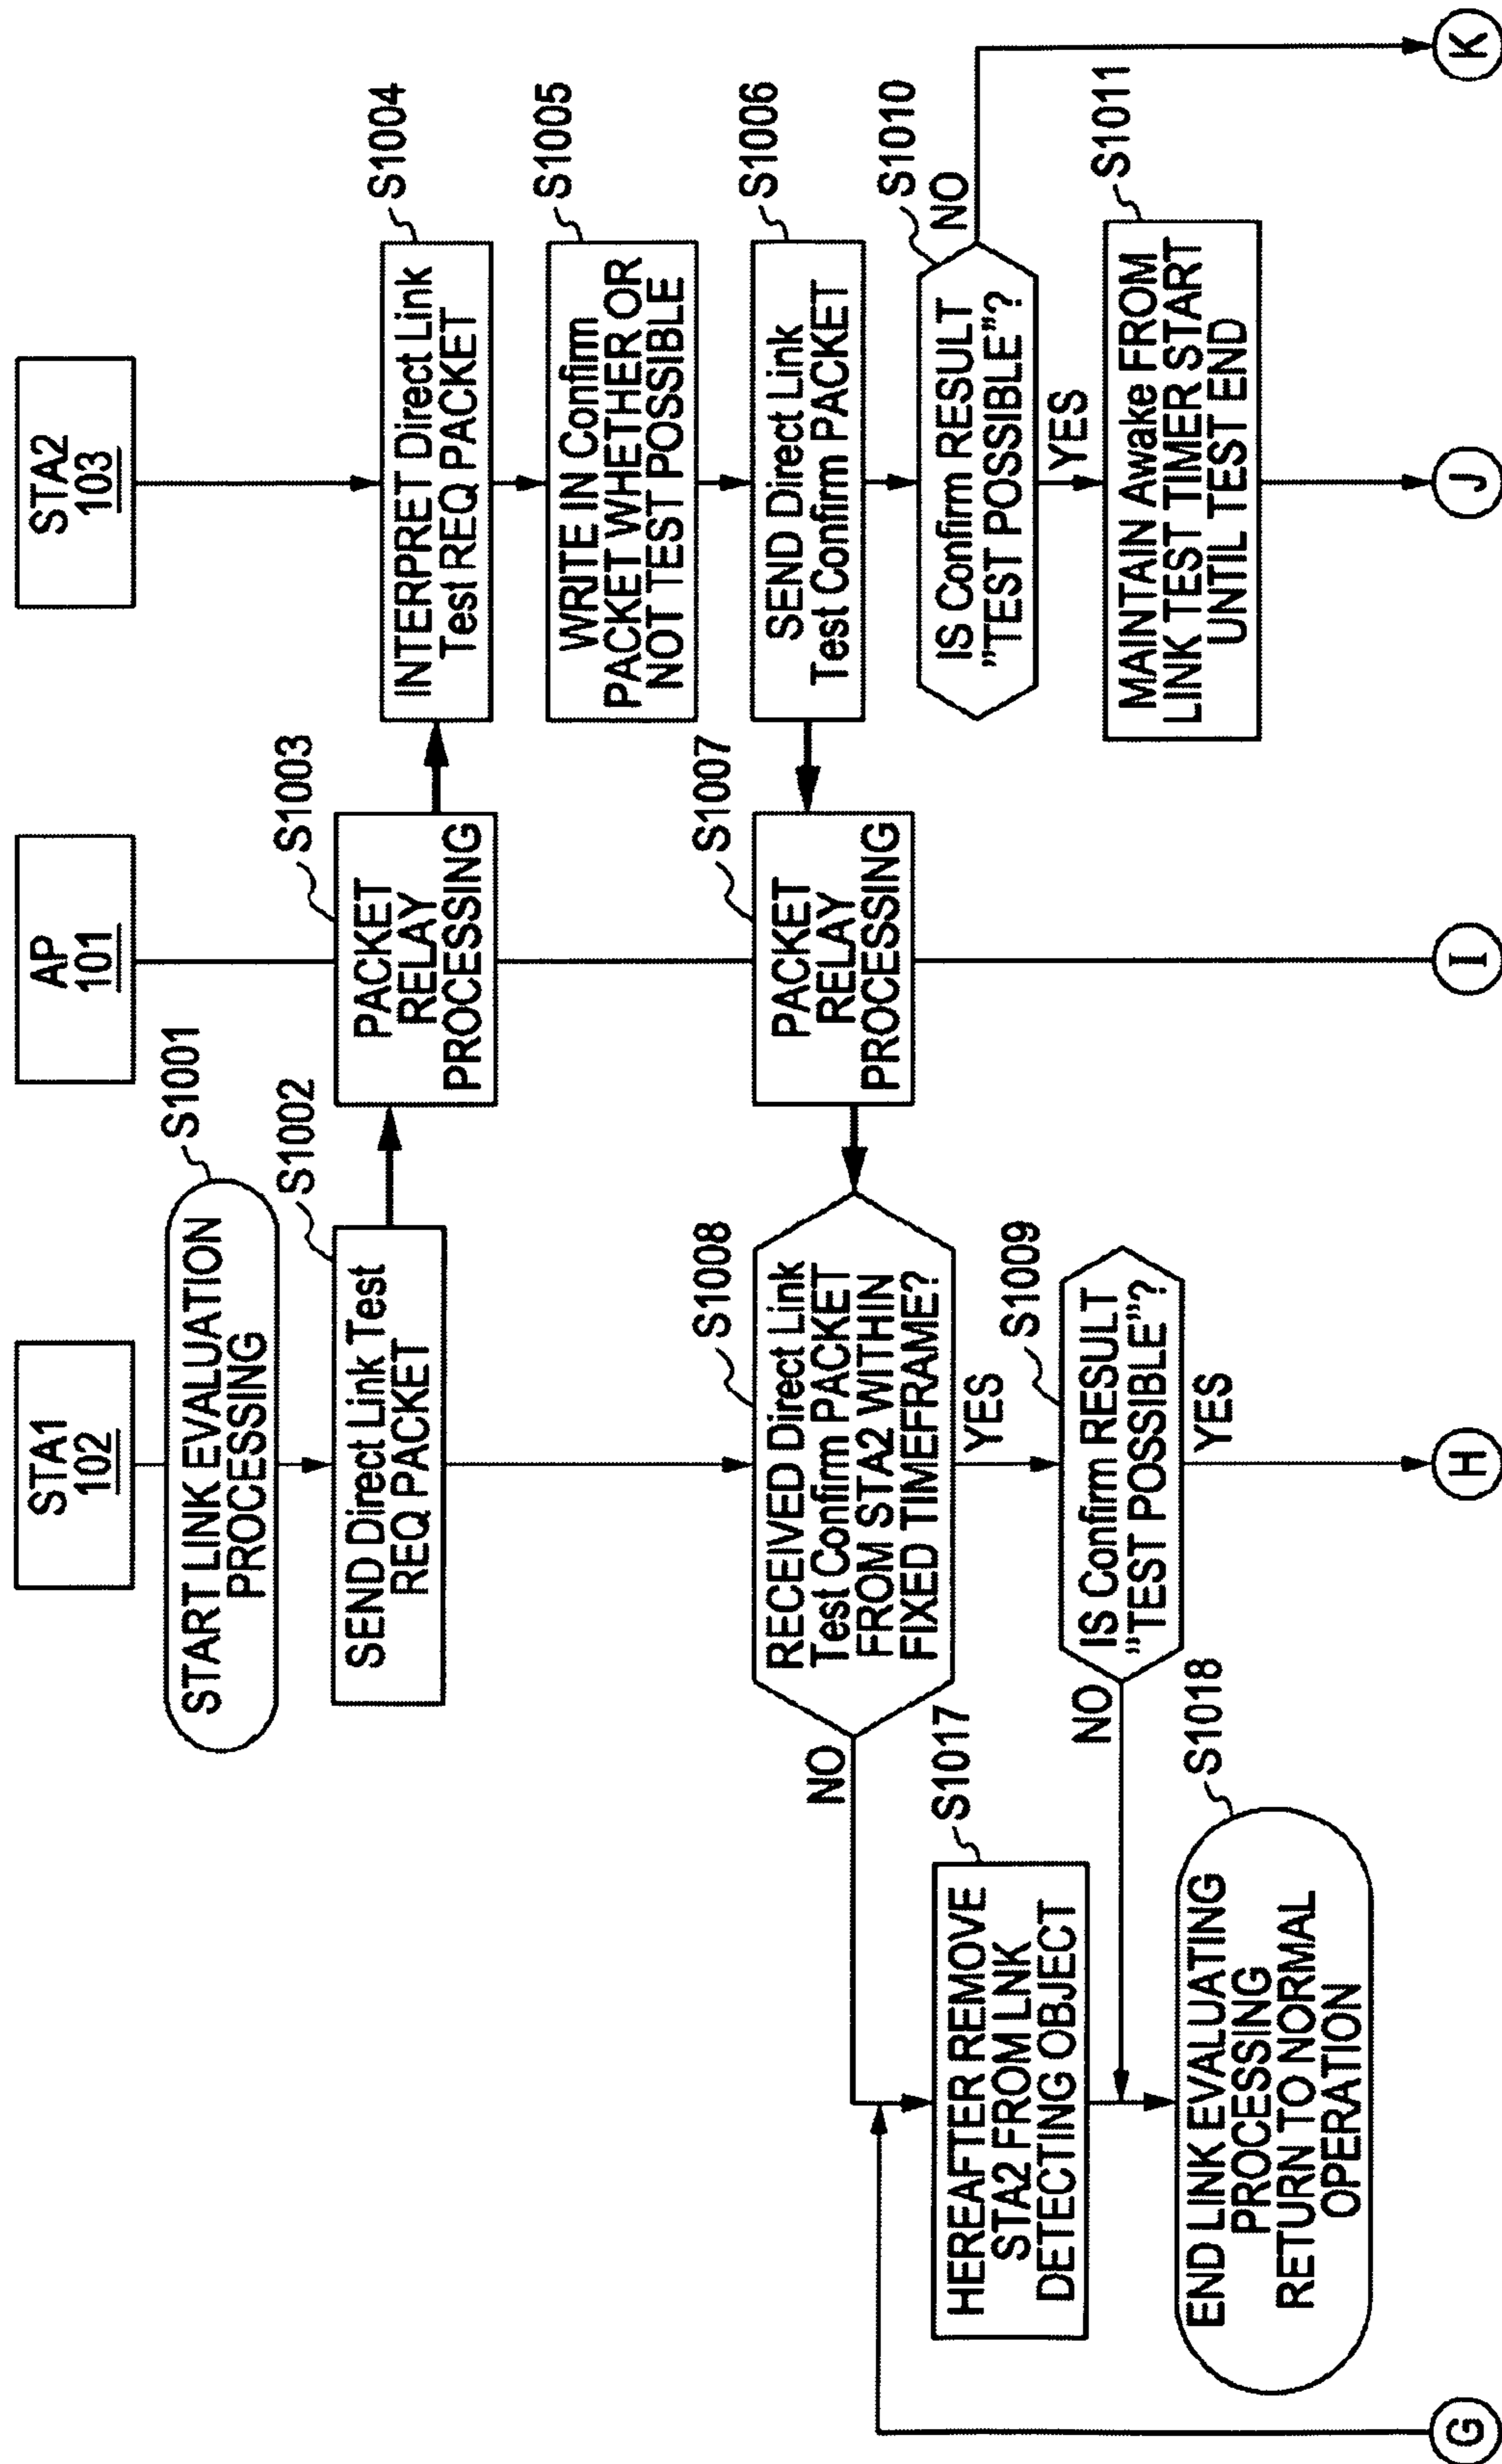 STA1
102
AP
101
STA2
103
START LINK EVALUATION
PROCESSING
S1001
SEND Direct Link Test
REQ PACKET
S1002
PACKET
RELAY
PROCESSING
S1003
INTERPRET Direct Link
Test REQ PACKET
S1004
WRITE IN Confirm
PACKET WHETHER OR
NOT TEST POSSIBLE
S1005
SEND Direct Link
Test Confirm PACKET
S1006
PACKET
RELAY
PROCESSING
S1007
RECEIVED Direct Link
Test Confirm PACKET
FROM STA2 WITHIN
FIXED TIMEFRAME?
S1008
NO
YES
IS Confirm RESULT
"TEST POSSIBLE"?
S1009
NO
YES
IS Confirm RESULT
"TEST POSSIBLE"?
S1010
NO
YES
MAINTAIN Awake FROM
LINK TEST TIMER START
UNTIL TEST END
S1011
HEREAFTER REMOVE
STA2 FROM LNK
DETECTING OBJECT
S1017
END LINK EVALUATING
PROCESSING
RETURN TO NORMAL
OPERATION
S1018
G
H
I
J
K